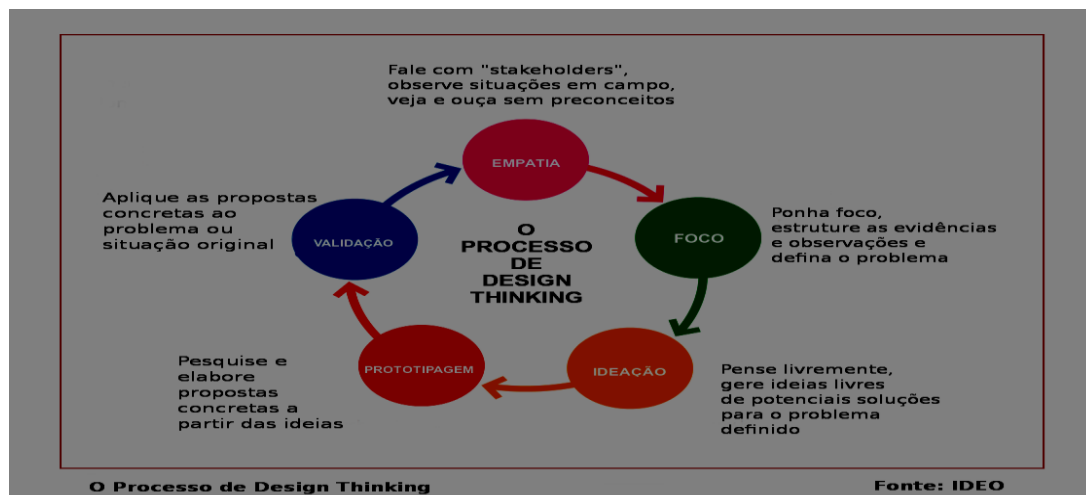 Fale com "stakeholders",
observe situações em campo,
veja e ouça sem preconceitos
EMPATIA
Ponha foco,
estruture as evidências
e observações e
defina o problema
FOCO
Pense livremente,
gere ideias livres
de potenciais soluções
para o problema
definido
IDEAÇÃO
Pesquise e
elabore
propostas
concretas a
partir das ideias
PROTOTIPAGEM
Aplique as propostas
concretas ao
problema ou
situação original
VALIDAÇÃO
O
PROCESSO
DE
DESIGN
THINKING
O Processo de Design Thinking
Fonte: IDEO